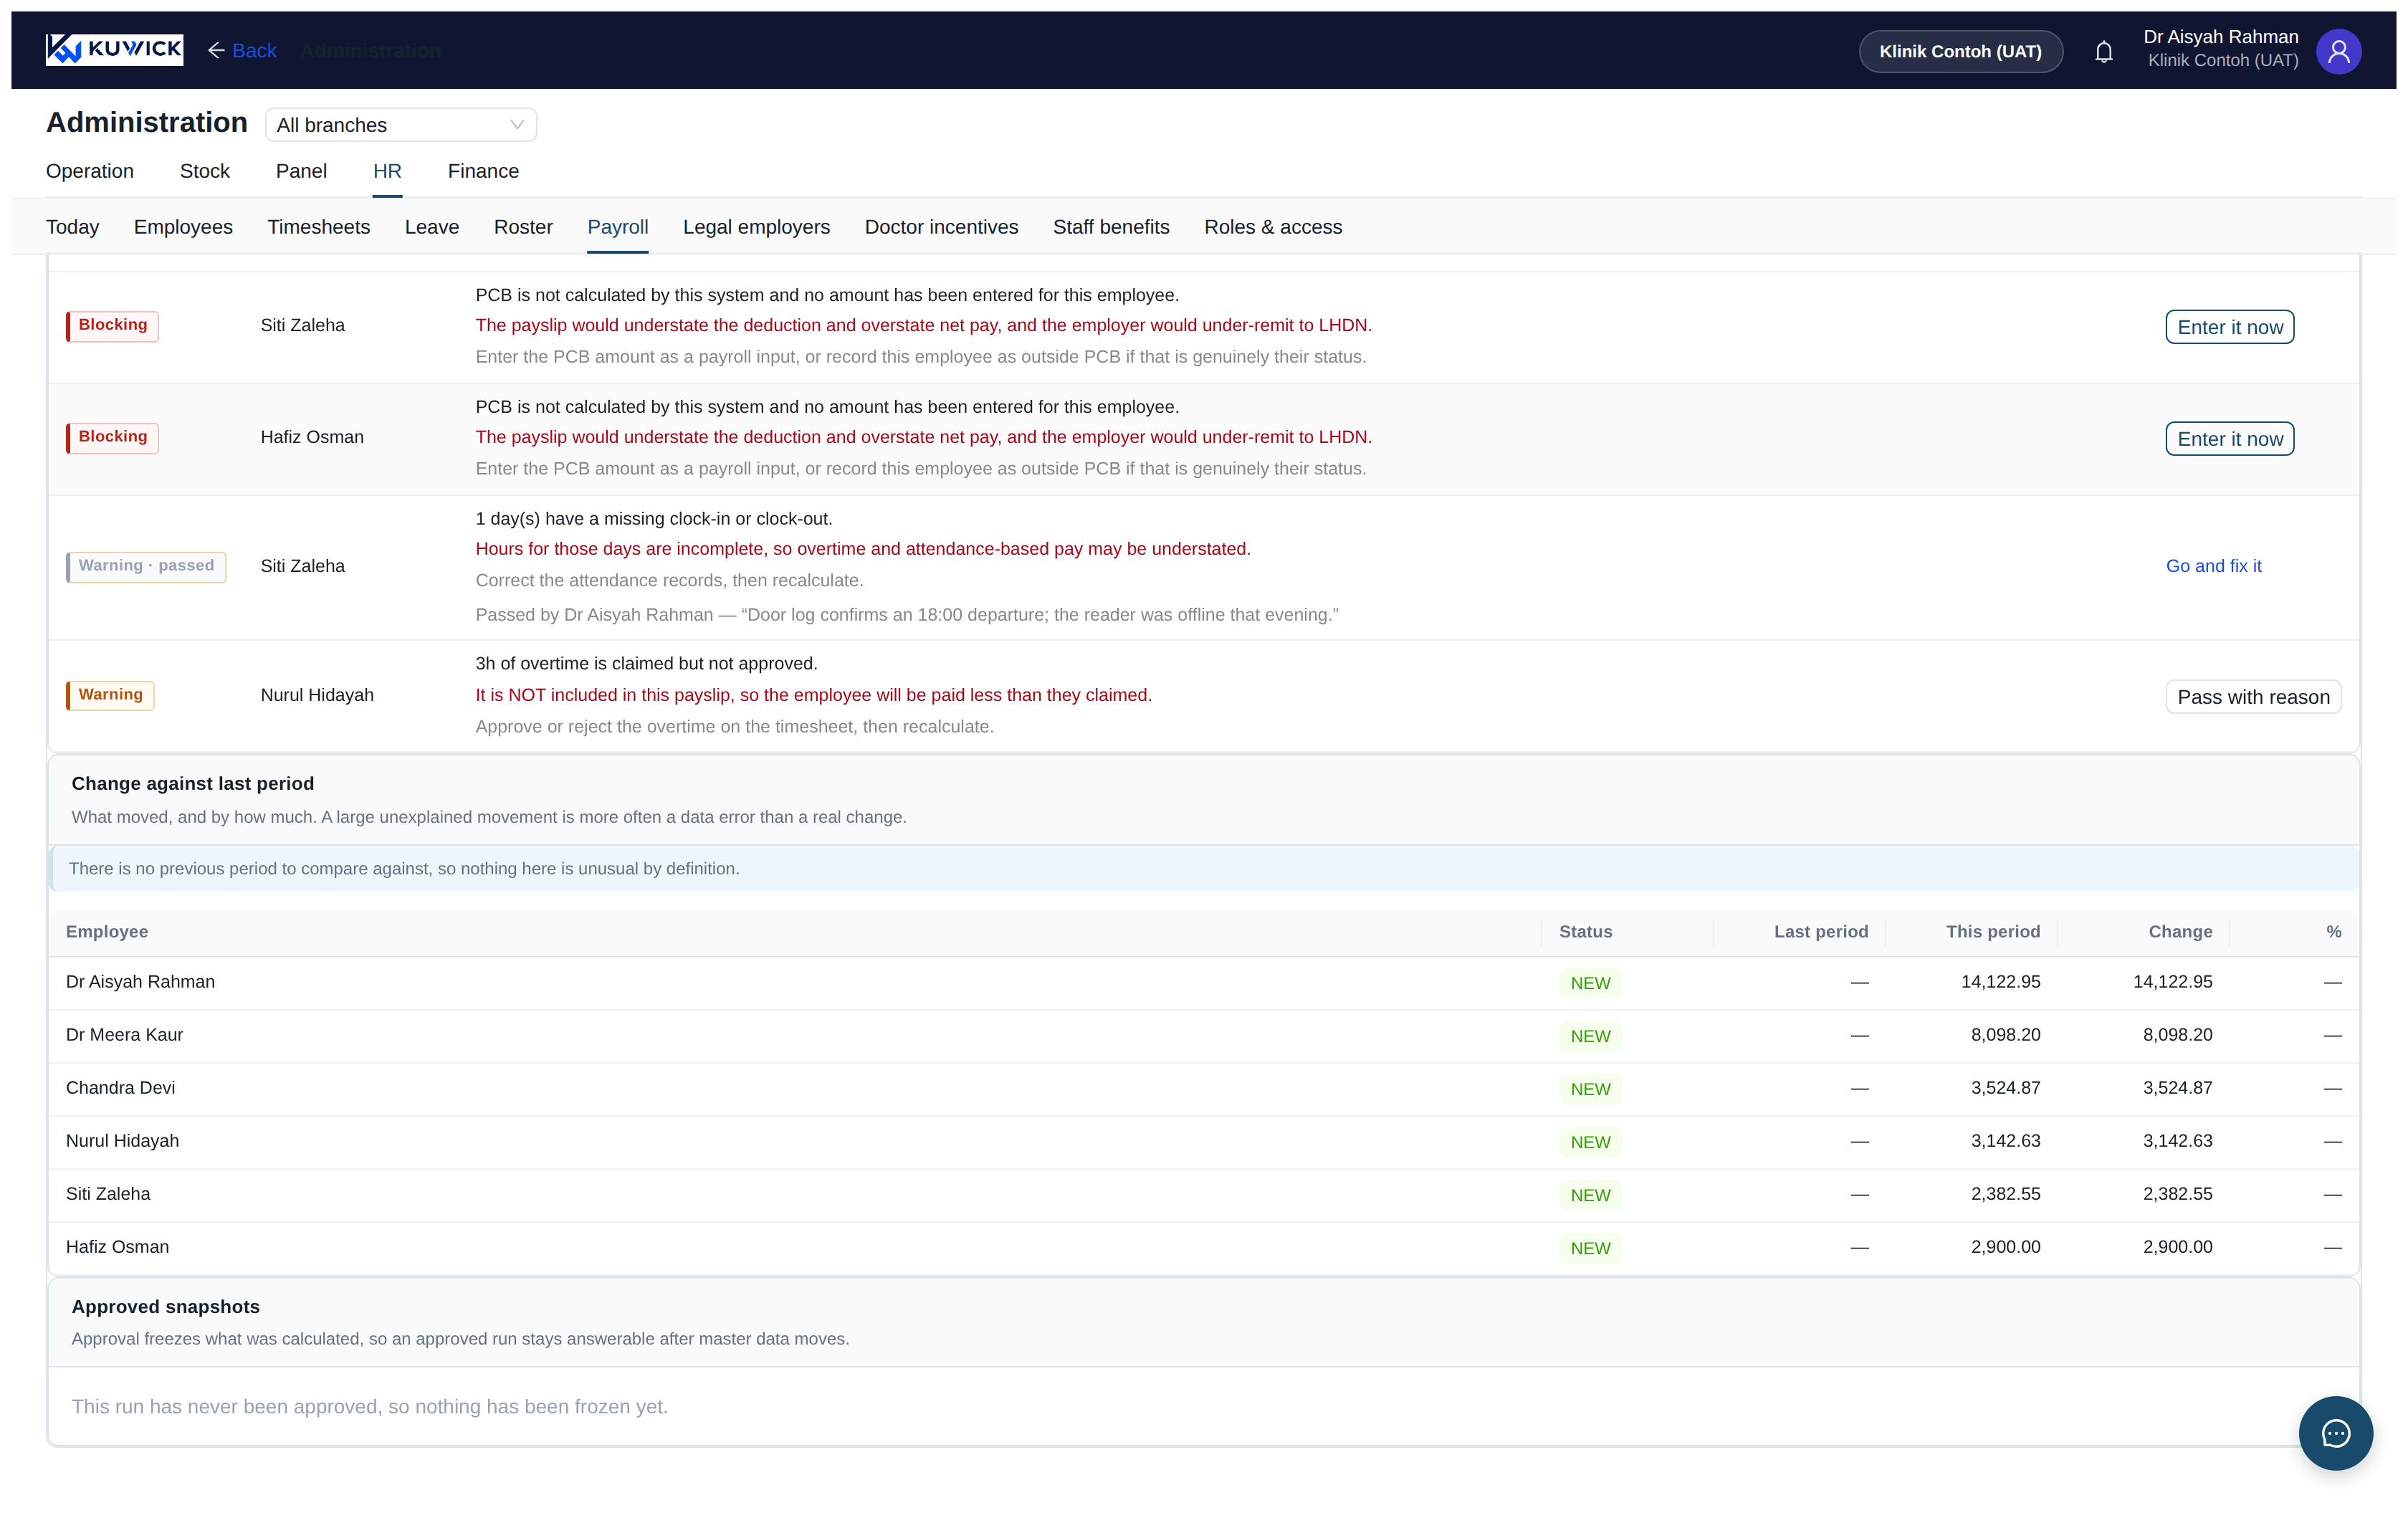 KUWICK
Back
Administration
Klinik Contoh (UAT)
Dr Aisyah Rahman
Klinik Contoh (UAT)
Administration
All branches
Operation Stock Panel HR Finance
Today Employees Timesheets Leave Roster Payroll Legal employers Doctor incentives Staff benefits Roles & access
PCB is not calculated by this system and no amount has been entered for this employee.
Blocking Siti Zaleha The payslip would understate the deduction and overstate net pay, and the employer would under-remit to LHDN. Enter it now
Enter the PCB amount as a payroll input, or record this employee as outside PCB if that is genuinely their status.
PCB is not calculated by this system and no amount has been entered for this employee.
Blocking Hafiz Osman The payslip would understate the deduction and overstate net pay, and the employer would under-remit to LHDN. Enter it now
Enter the PCB amount as a payroll input, or record this employee as outside PCB if that is genuinely their status.
1 day(s) have a missing clock-in or clock-out.
Hours for those days are incomplete, so overtime and attendance-based pay may be understated.
Warning · passed Siti Zaleha Correct the attendance records, then recalculate. Go and fix it
Passed by Dr Aisyah Rahman — “Door log confirms an 18:00 departure; the reader was offline that evening.”
3h of overtime is claimed but not approved.
Warning Nurul Hidayah It is NOT included in this payslip, so the employee will be paid less than they claimed. Pass with reason
Approve or reject the overtime on the timesheet, then recalculate.
Change against last period
What moved, and by how much. A large unexplained movement is more often a data error than a real change.
There is no previous period to compare against, so nothing here is unusual by definition.
Employee Status Last period This period Change %
Dr Aisyah Rahman NEW — 14,122.95 14,122.95 —
Dr Meera Kaur NEW — 8,098.20 8,098.20 —
Chandra Devi NEW — 3,524.87 3,524.87 —
Nurul Hidayah NEW — 3,142.63 3,142.63 —
Siti Zaleha NEW — 2,382.55 2,382.55 —
Hafiz Osman NEW — 2,900.00 2,900.00 —
Approved snapshots
Approval freezes what was calculated, so an approved run stays answerable after master data moves.
This run has never been approved, so nothing has been frozen yet.